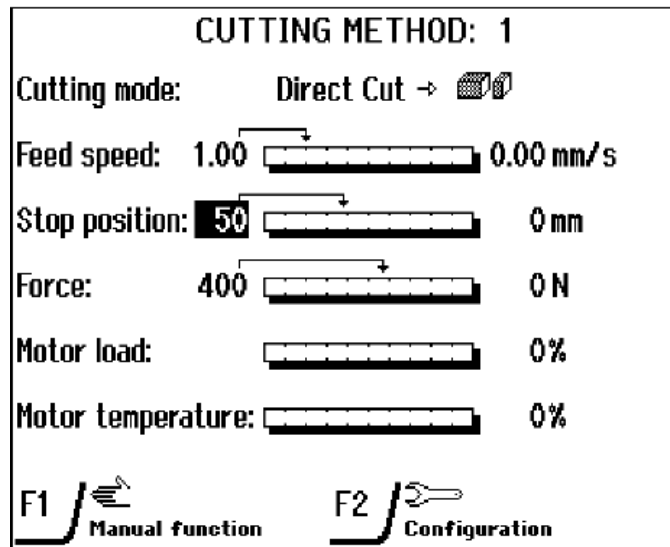 CUTTING METHOD: 1
Cutting mode: Direct Cut →
Feed speed: 1.00 0.00 mm/s
Stop position: 50 0 mm
Force: 400 0 N
Motor load: 0%
Motor temperature: 0%
F1 Manual function F2 Configuration